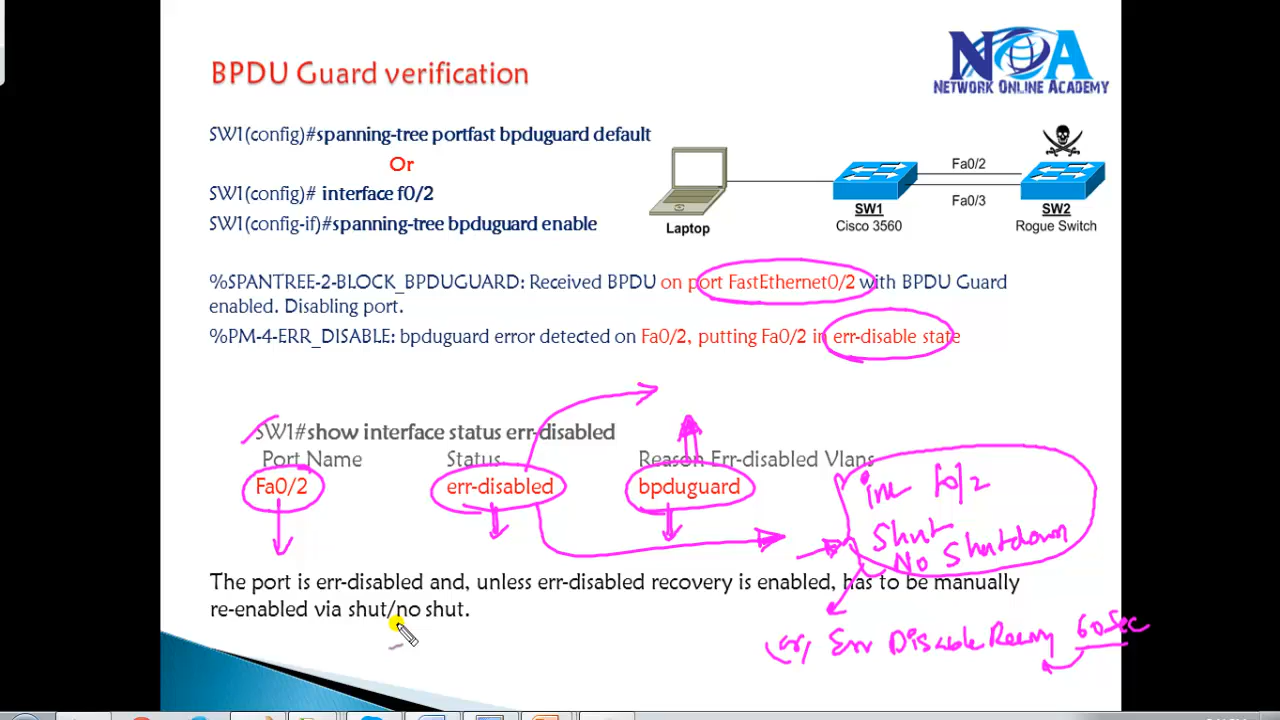 BPDU Guard verification
NOA
NETWORK ONLINE ACADEMY
SW1(config)#spanning-tree portfast bpduguard default
Or
SW1(config)# interface f0/2
SW1(config-if)#spanning-tree bpduguard enable
Fa0/2
Fa0/3
SW1
Cisco 3560
SW2
Rogue Switch
Laptop
%SPANTREE-2-BLOCK_BPDUGUARD: Received BPDU on port FastEthernet0/2 with BPDU Guard
enabled. Disabling port.
%PM-4-ERR_DISABLE: bpduguard error detected on Fa0/2, putting Fa0/2 in err-disable state
SW1#show interface status err-disabled
Port Name Status Reason Err-disabled Vlans
Fa0/2 err-disabled bpduguard
int f0/2
Shut
No Shutdown
The port is err-disabled and, unless err-disabled recovery is enabled, has to be manually
re-enabled via shut/no shut.
or, Err Disable Recovry 60 Sec